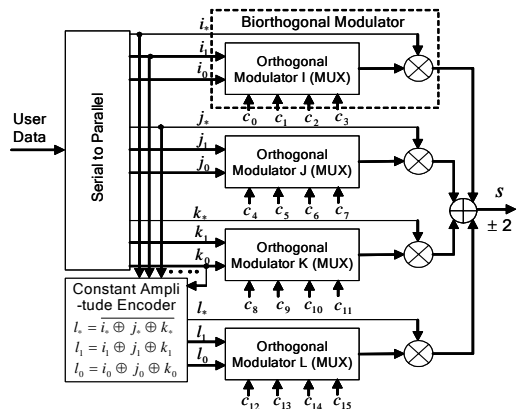 Biorthogonal Modulator
User
Data
Serial to Parallel
i*
i₁
i₀
Orthogonal
Modulator I (MUX)
c₀ c₁ c₂ c₃
j*
j₁
j₀
Orthogonal
Modulator J (MUX)
c₄ c₅ c₆ c₇
S
± 2
k*
k₁
k₀
Orthogonal
Modulator K (MUX)
c₈ c₉ c₁₀ c₁₁
Constant Ampli
-tude Encoder
l* = \overline{i* ⊕ j* ⊕ k*}
l₁ = i₁ ⊕ j₁ ⊕ k₁
l₀ = i₀ ⊕ j₀ ⊕ k₀
l*
l₁
l₀
Orthogonal
Modulator L (MUX)
c₁₂ c₁₃ c₁₄ c₁₅